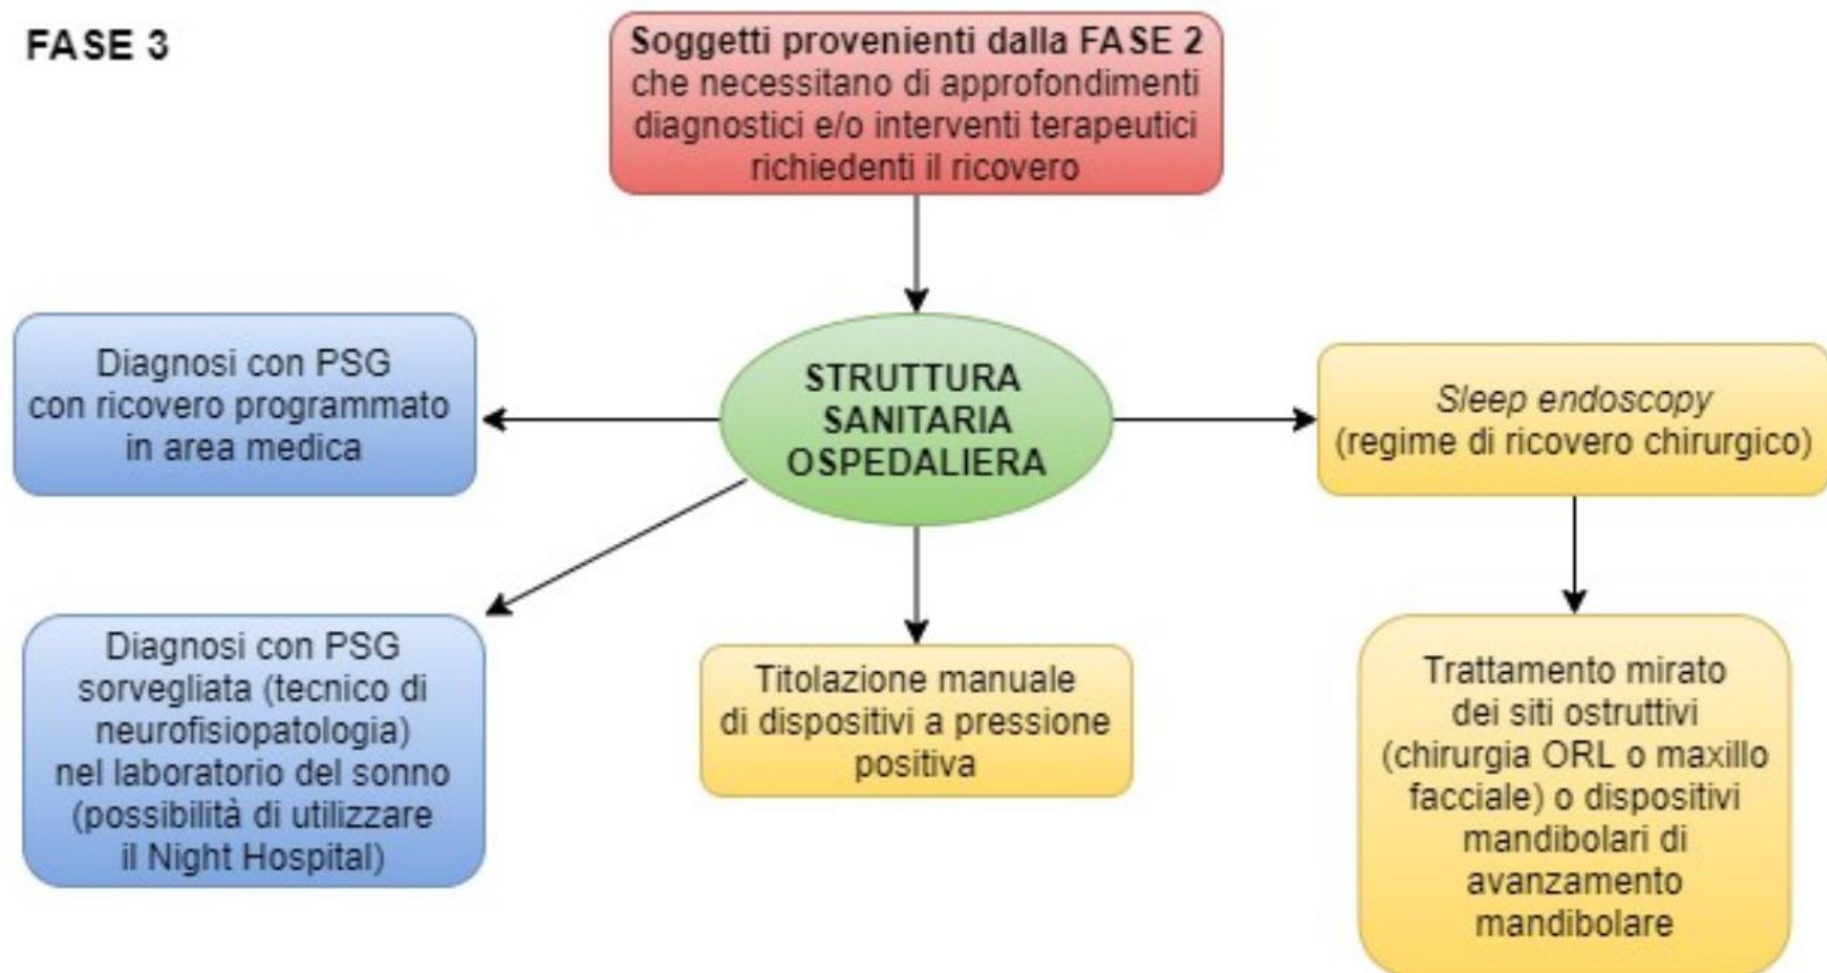 FASE 3
Soggetti provenienti dalla FASE 2
che necessitano di approfondimenti
diagnostici e/o interventi terapeutici
richiedenti il ricovero
Diagnosi con PSG
con ricovero programmato
in area medica
STRUTTURA
SANITARIA
OSPEDALIERA
Sleep endoscopy
(regime di ricovero chirurgico)
Diagnosi con PSG
sorvegliata (tecnico di
neurofisiopatologia)
nel laboratorio del sonno
(possibilità di utilizzare
il Night Hospital)
Titolazione manuale
di dispositivi a pressione
positiva
Trattamento mirato
dei siti ostruttivi
(chirurgia ORL o maxillo
facciale) o dispositivi
mandibolari di
avanzamento
mandibolare